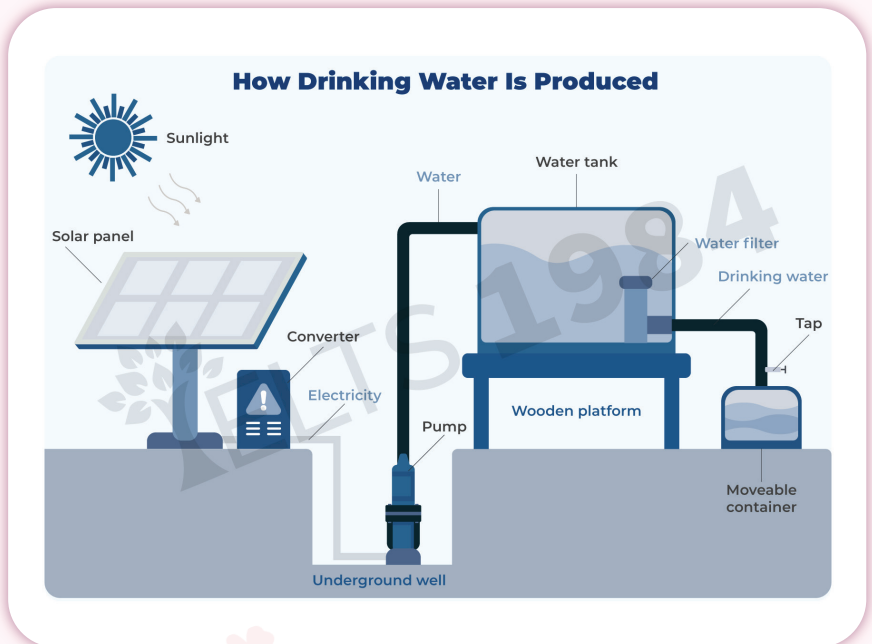 How Drinking Water Is Produced
Sunlight
Water tank
Water
Solar panel
Water filter
Drinking water
Tap
Converter
Electricity
Wooden platform
Pump
Moveable
container
Underground well
IELTS 1984